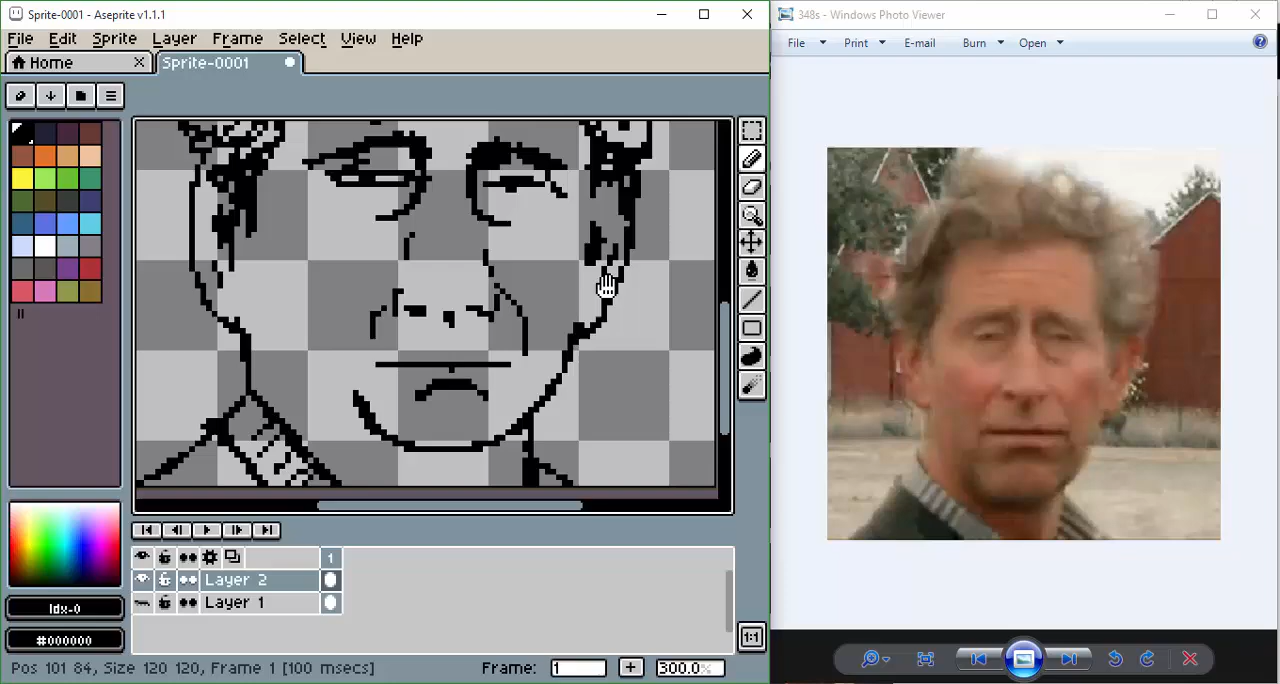 Sprite-0001 - Aseprite v1.1.1
File Edit Sprite Layer Frame Select View Help
Home
Sprite-0001
Idx-0
#000000
1
Layer 2
Layer 1
1:1
Pos 101 84, Size 120 120, Frame 1 [100 msecs]
Frame: 1
300.0%
348s - Windows Photo Viewer
File Print E-mail Burn Open